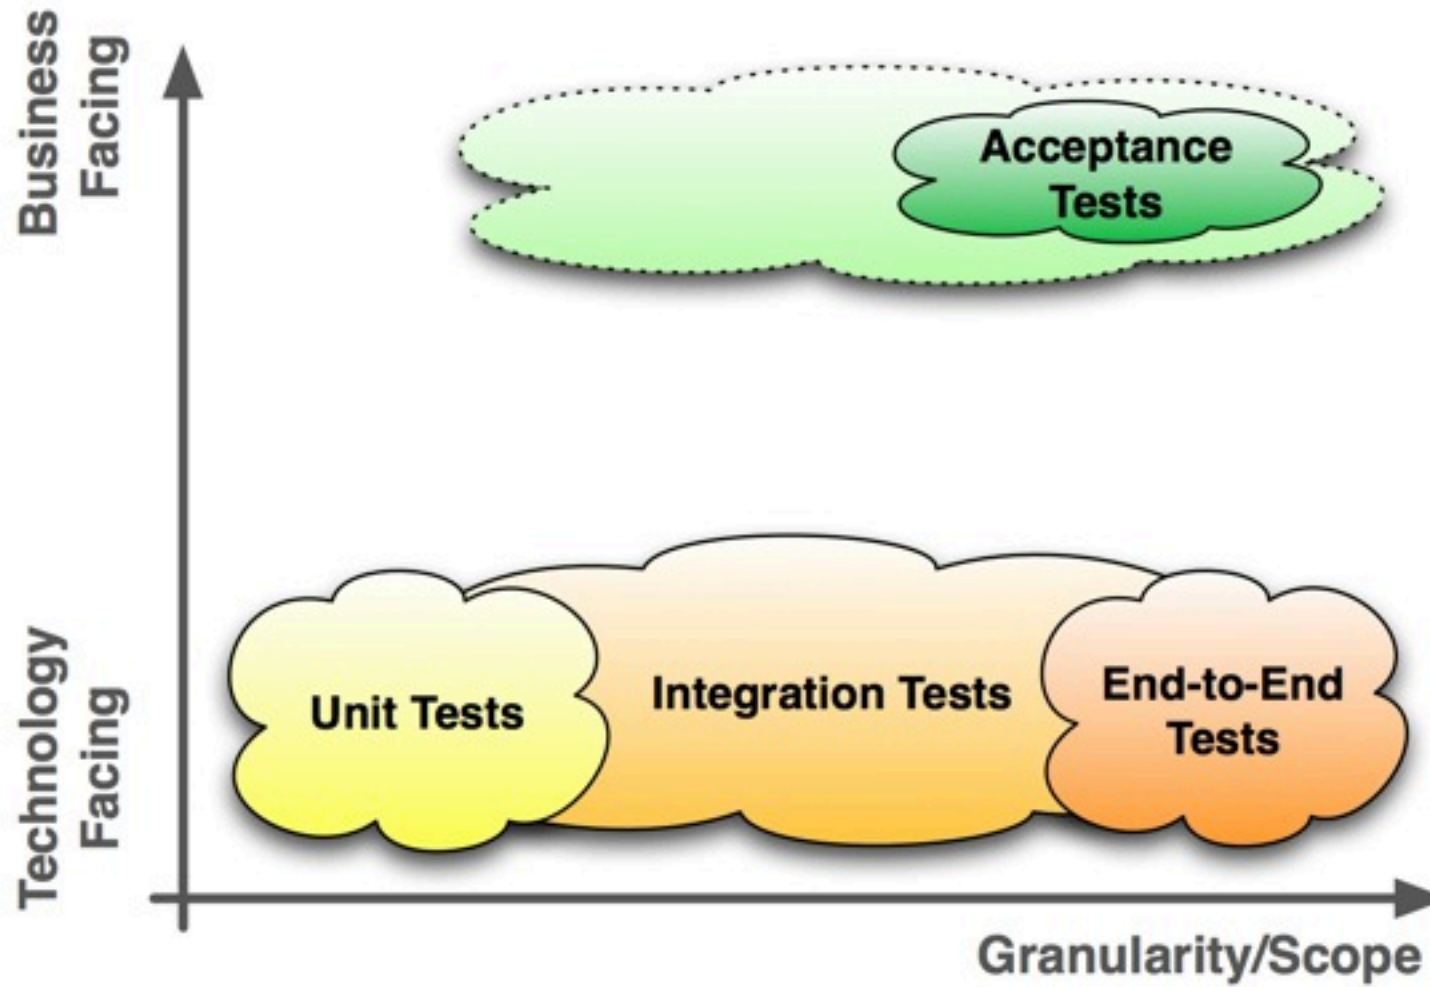 Business
Facing
Acceptance
Tests
Technology
Facing
Unit Tests
Integration Tests
End-to-End
Tests
Granularity/Scope